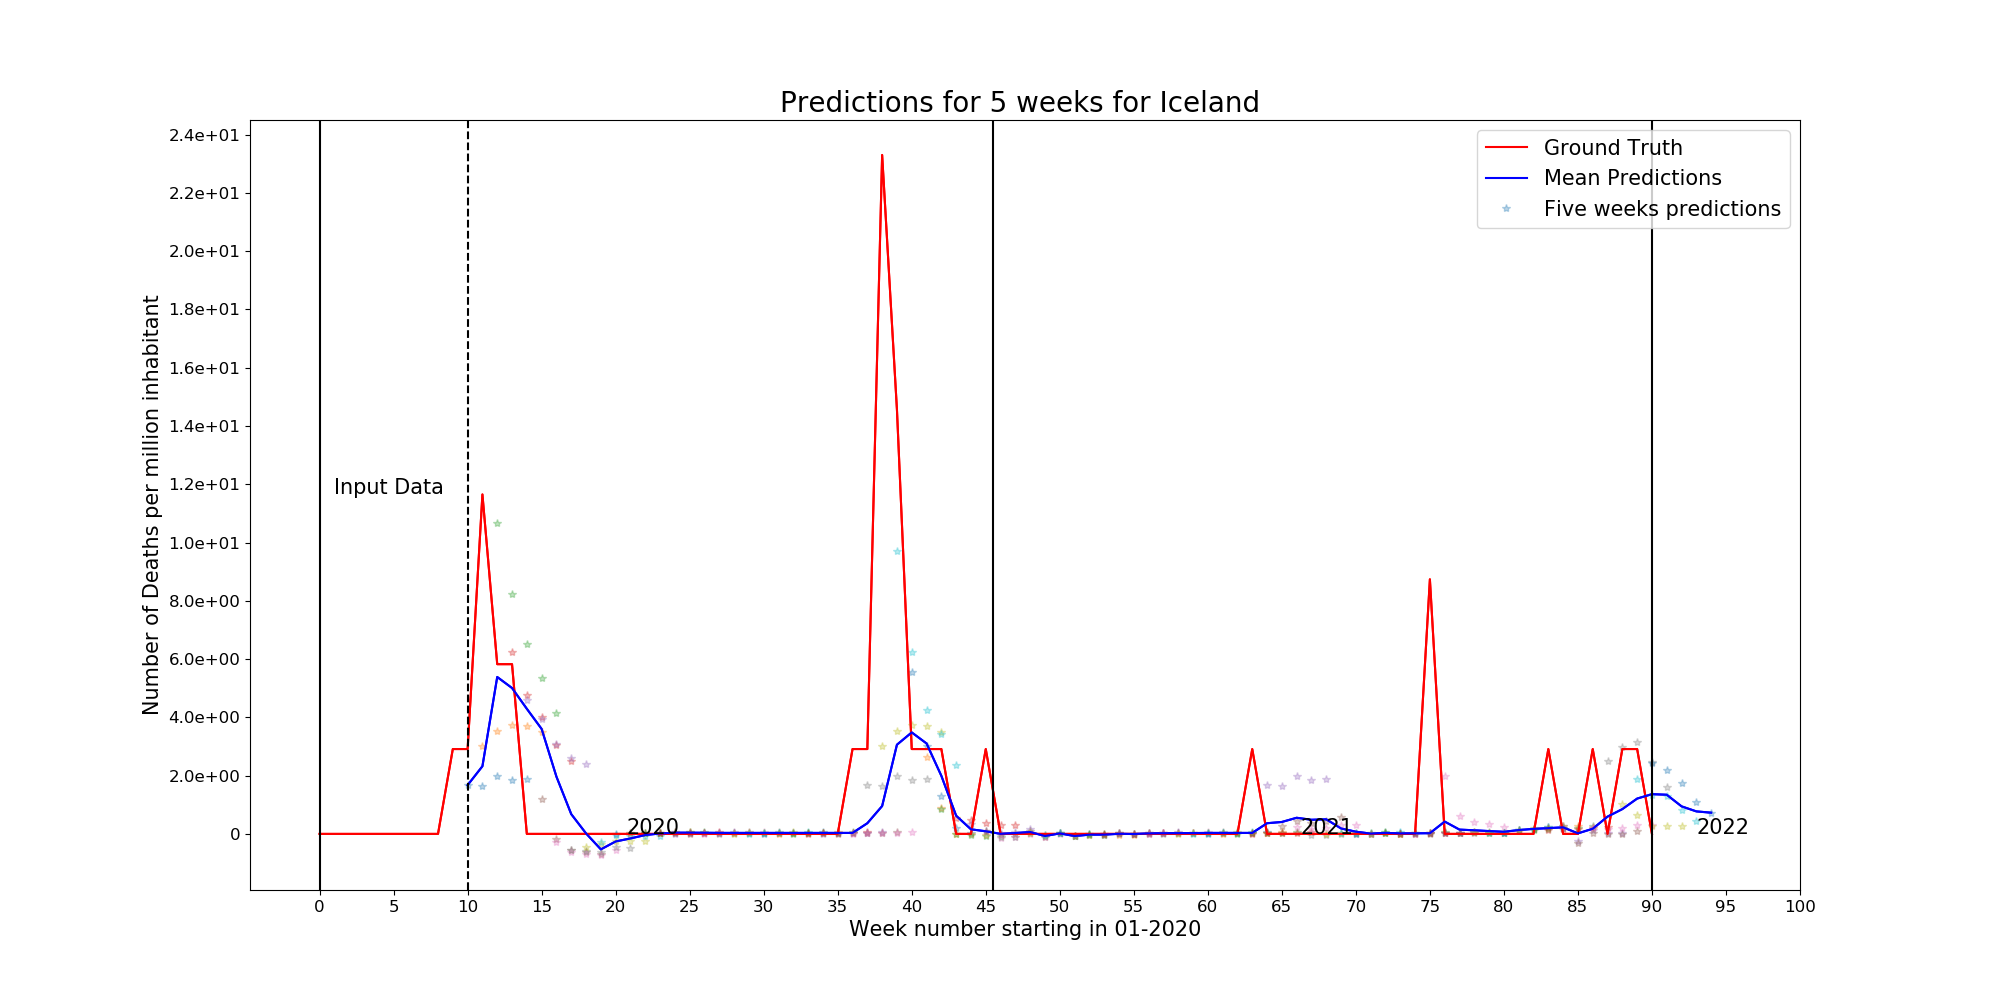 Predictions for 5 weeks for Iceland
Number of Deaths per million inhabitant
2.4e+01
2.2e+01
2.0e+01
1.8e+01
1.6e+01
1.4e+01
1.2e+01
1.0e+01
8.0e+00
6.0e+00
4.0e+00
2.0e+00
0
Ground Truth
Mean Predictions
Five weeks predictions
Input Data
2020
2021
2022
0 5 10 15 20 25 30 35 40 45 50 55 60 65 70 75 80 85 90 95 100
Week number starting in 01-2020